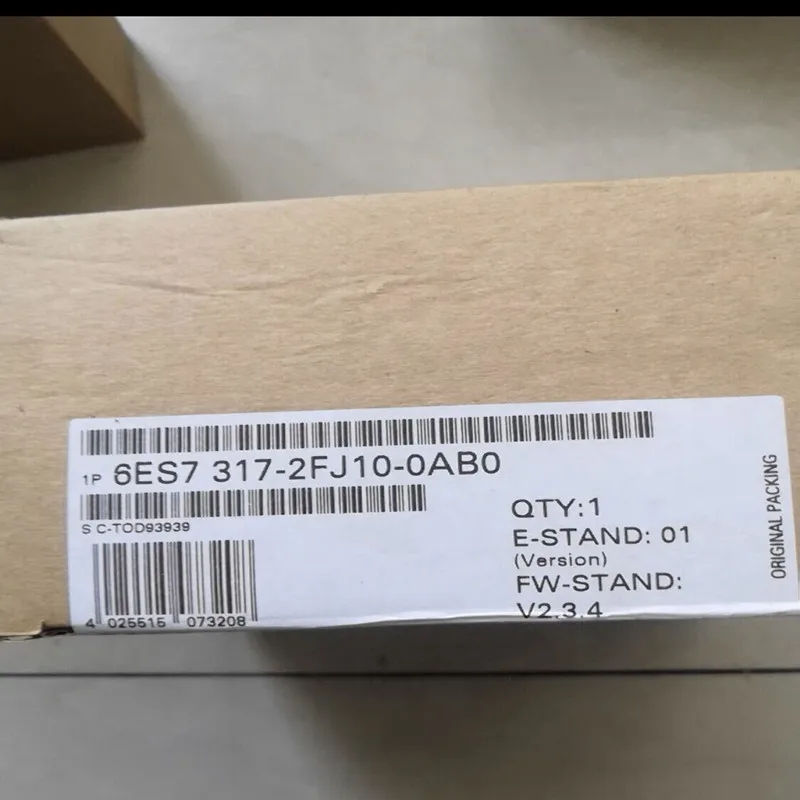 1P 6ES7 317-2FJ10-0AB0
S C-TOD93939
4 025515 073208
QTY:1
E-STAND: 01
(Version)
FW-STAND:
V2.3.4
ORIGINAL PACKING